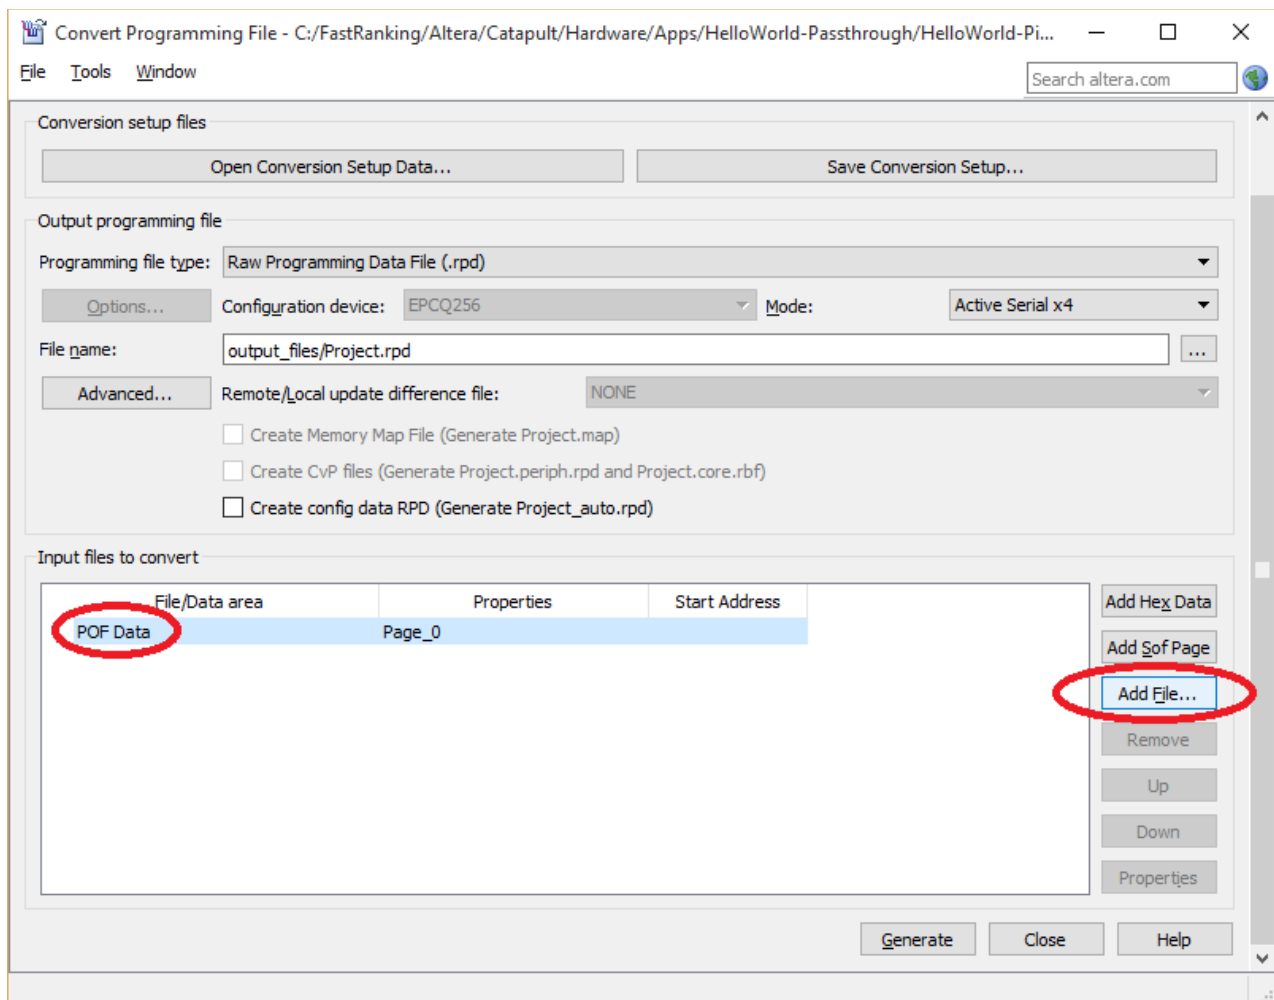 Convert Programming File - C:/FastRanking/Altera/Catapult/Hardware/Apps/HelloWorld-Passthrough/HelloWorld-Pi...
File Tools Window
Search altera.com
Conversion setup files
Open Conversion Setup Data... Save Conversion Setup...
Output programming file
Programming file type: Raw Programming Data File (.rpd)
Options... Configuration device: EPCQ256 Mode: Active Serial x4
File name: output_files/Project.rpd ...
Advanced... Remote/Local update difference file: NONE
Create Memory Map File (Generate Project.map)
Create CvP files (Generate Project.periph.rpd and Project.core.rbf)
Create config data RPD (Generate Project_auto.rpd)
Input files to convert
File/Data area Properties Start Address
POF Data Page_0
Add Hex Data
Add Sof Page
Add File...
Remove
Up
Down
Properties
Generate Close Help